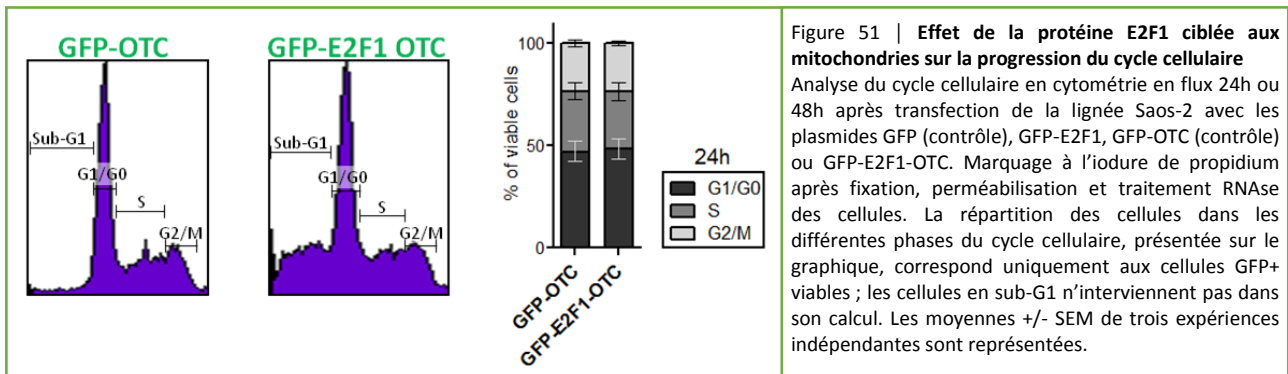 GFP-OTC
GFP-E2F1 OTC
Sub-G1
G1/G0
S
G2/M
Sub-G1
G1/G0
S
G2/M
% of viable cells
100
50
0
GFP-OTC
GFP-E2F1-OTC
24h
G1/G0
S
G2/M
Figure 51 | Effet de la protéine E2F1 ciblée aux
mitochondries sur la progression du cycle cellulaire
Analyse du cycle cellulaire en cytométrie en flux 24h ou
48h après transfection de la lignée Saos-2 avec les
plasmides GFP (contrôle), GFP-E2F1, GFP-OTC (contrôle)
ou GFP-E2F1-OTC. Marquage à l’iodure de propidium
après fixation, perméabilisation et traitement RNAse
des cellules. La répartition des cellules dans les
différentes phases du cycle cellulaire, présentée sur le
graphique, correspond uniquement aux cellules GFP+
viables ; les cellules en sub-G1 n’interviennent pas dans
son calcul. Les moyennes +/- SEM de trois expériences
indépendantes sont représentées.